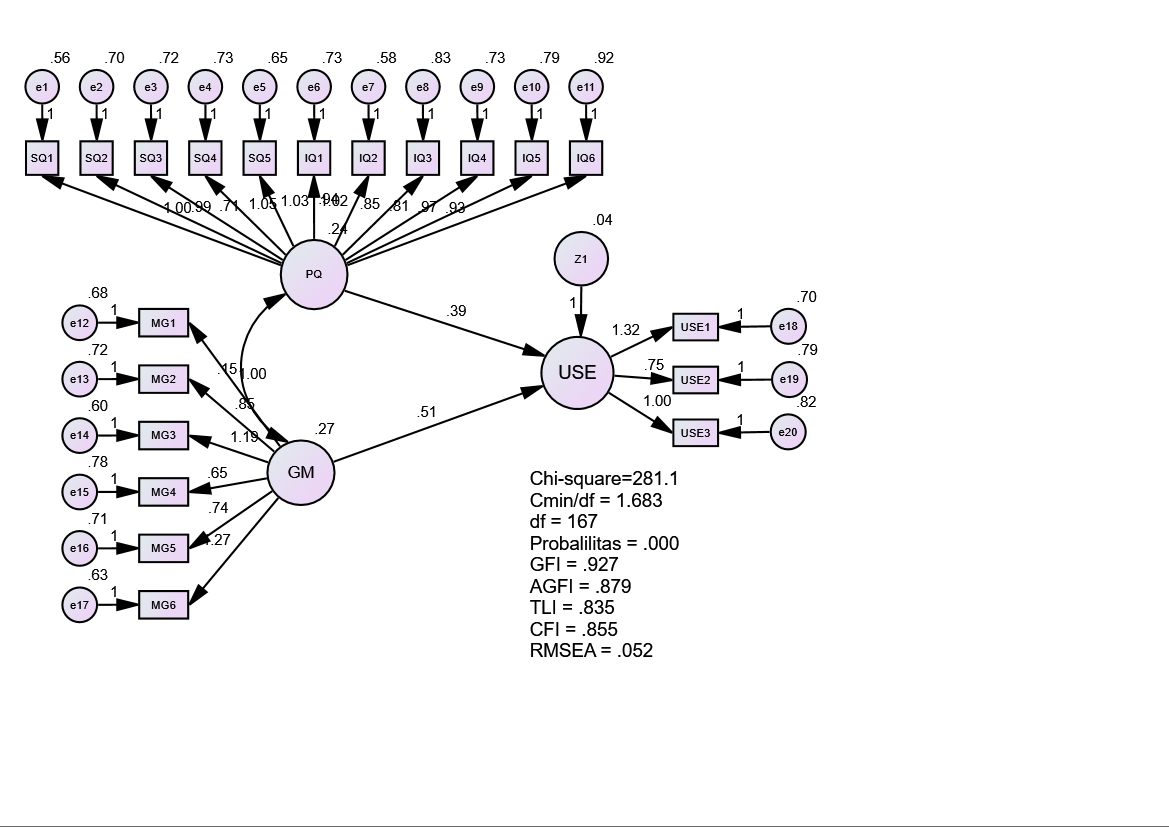 .56 .70 .72 .73 .65 .73 .58 .83 .73 .79 .92
e1 e2 e3 e4 e5 e6 e7 e8 e9 e10 e11
1 1 1 1 1 1 1 1 1 1 1
SQ1 SQ2 SQ3 SQ4 SQ5 IQ1 IQ2 IQ3 IQ4 IQ5 IQ6
1.00 .99 .71 1.05 1.03 .94 1.02 .85 .81 .97 .93
.24
PQ
.04
Z1
1
.68
e12 1 MG1
.72
e13 1 MG2
.60
e14 1 MG3
.78
e15 1 MG4
.71
e16 1 MG5
.63
e17 1 MG6
.15 1.00
.85
1.19
.65
.74
1.27
.27
GM
.39
.51
USE
1.32
.75
1.00
.70
USE1 1 e18
.79
USE2 1 e19
.82
USE3 1 e20
Chi-square=281.1
Cmin/df = 1.683
df = 167
Probalilitas = .000
GFI = .927
AGFI = .879
TLI = .835
CFI = .855
RMSEA = .052